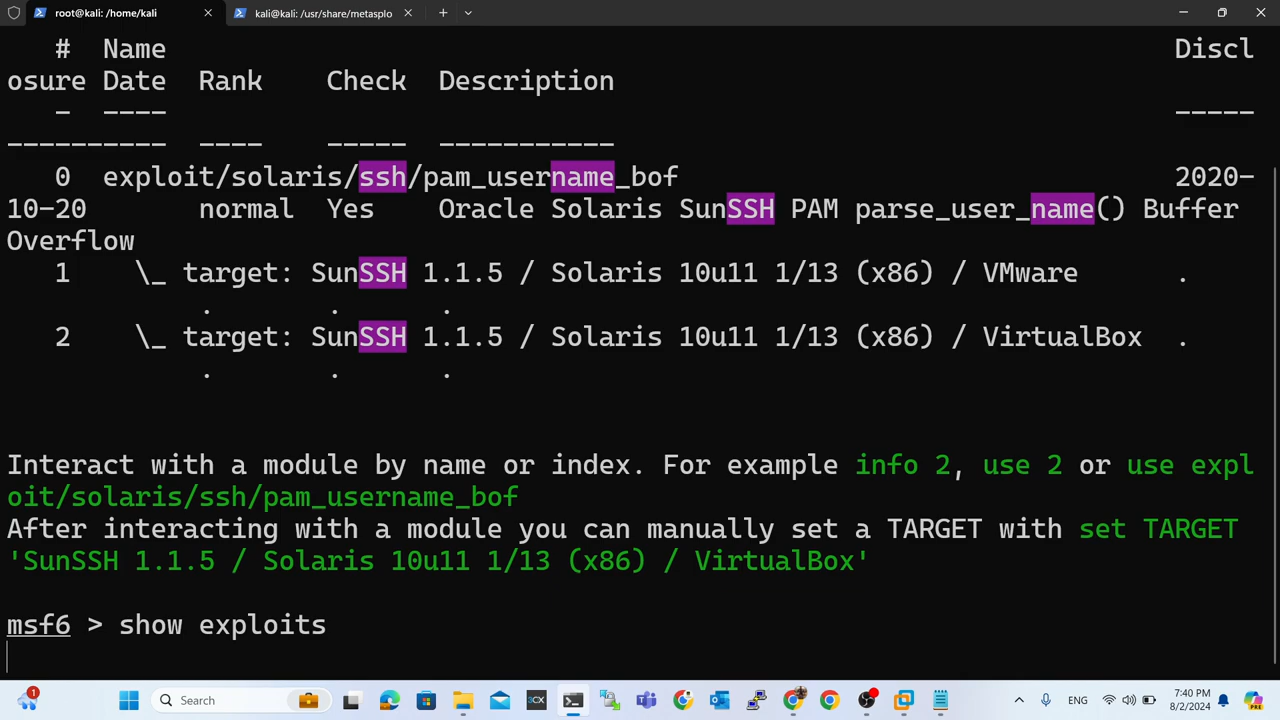 root@kali: /home/kali
kali@kali: /usr/share/metasplo
# Name Discl
osure Date Rank Check Description
- ---- -----
---------- ---- ----- -----------
0 exploit/solaris/ssh/pam_username_bof 2020-
10-20 normal Yes Oracle Solaris SunSSH PAM parse_user_name() Buffer
Overflow
1 \_ target: SunSSH 1.1.5 / Solaris 10u11 1/13 (x86) / VMware .
. . .
2 \_ target: SunSSH 1.1.5 / Solaris 10u11 1/13 (x86) / VirtualBox .
. . .
Interact with a module by name or index. For example info 2, use 2 or use expl
oit/solaris/ssh/pam_username_bof
After interacting with a module you can manually set a TARGET with set TARGET
'SunSSH 1.1.5 / Solaris 10u11 1/13 (x86) / VirtualBox'
msf6 > show exploits
1
Search
3CX
ENG
7:40 PM
8/2/2024
PRE